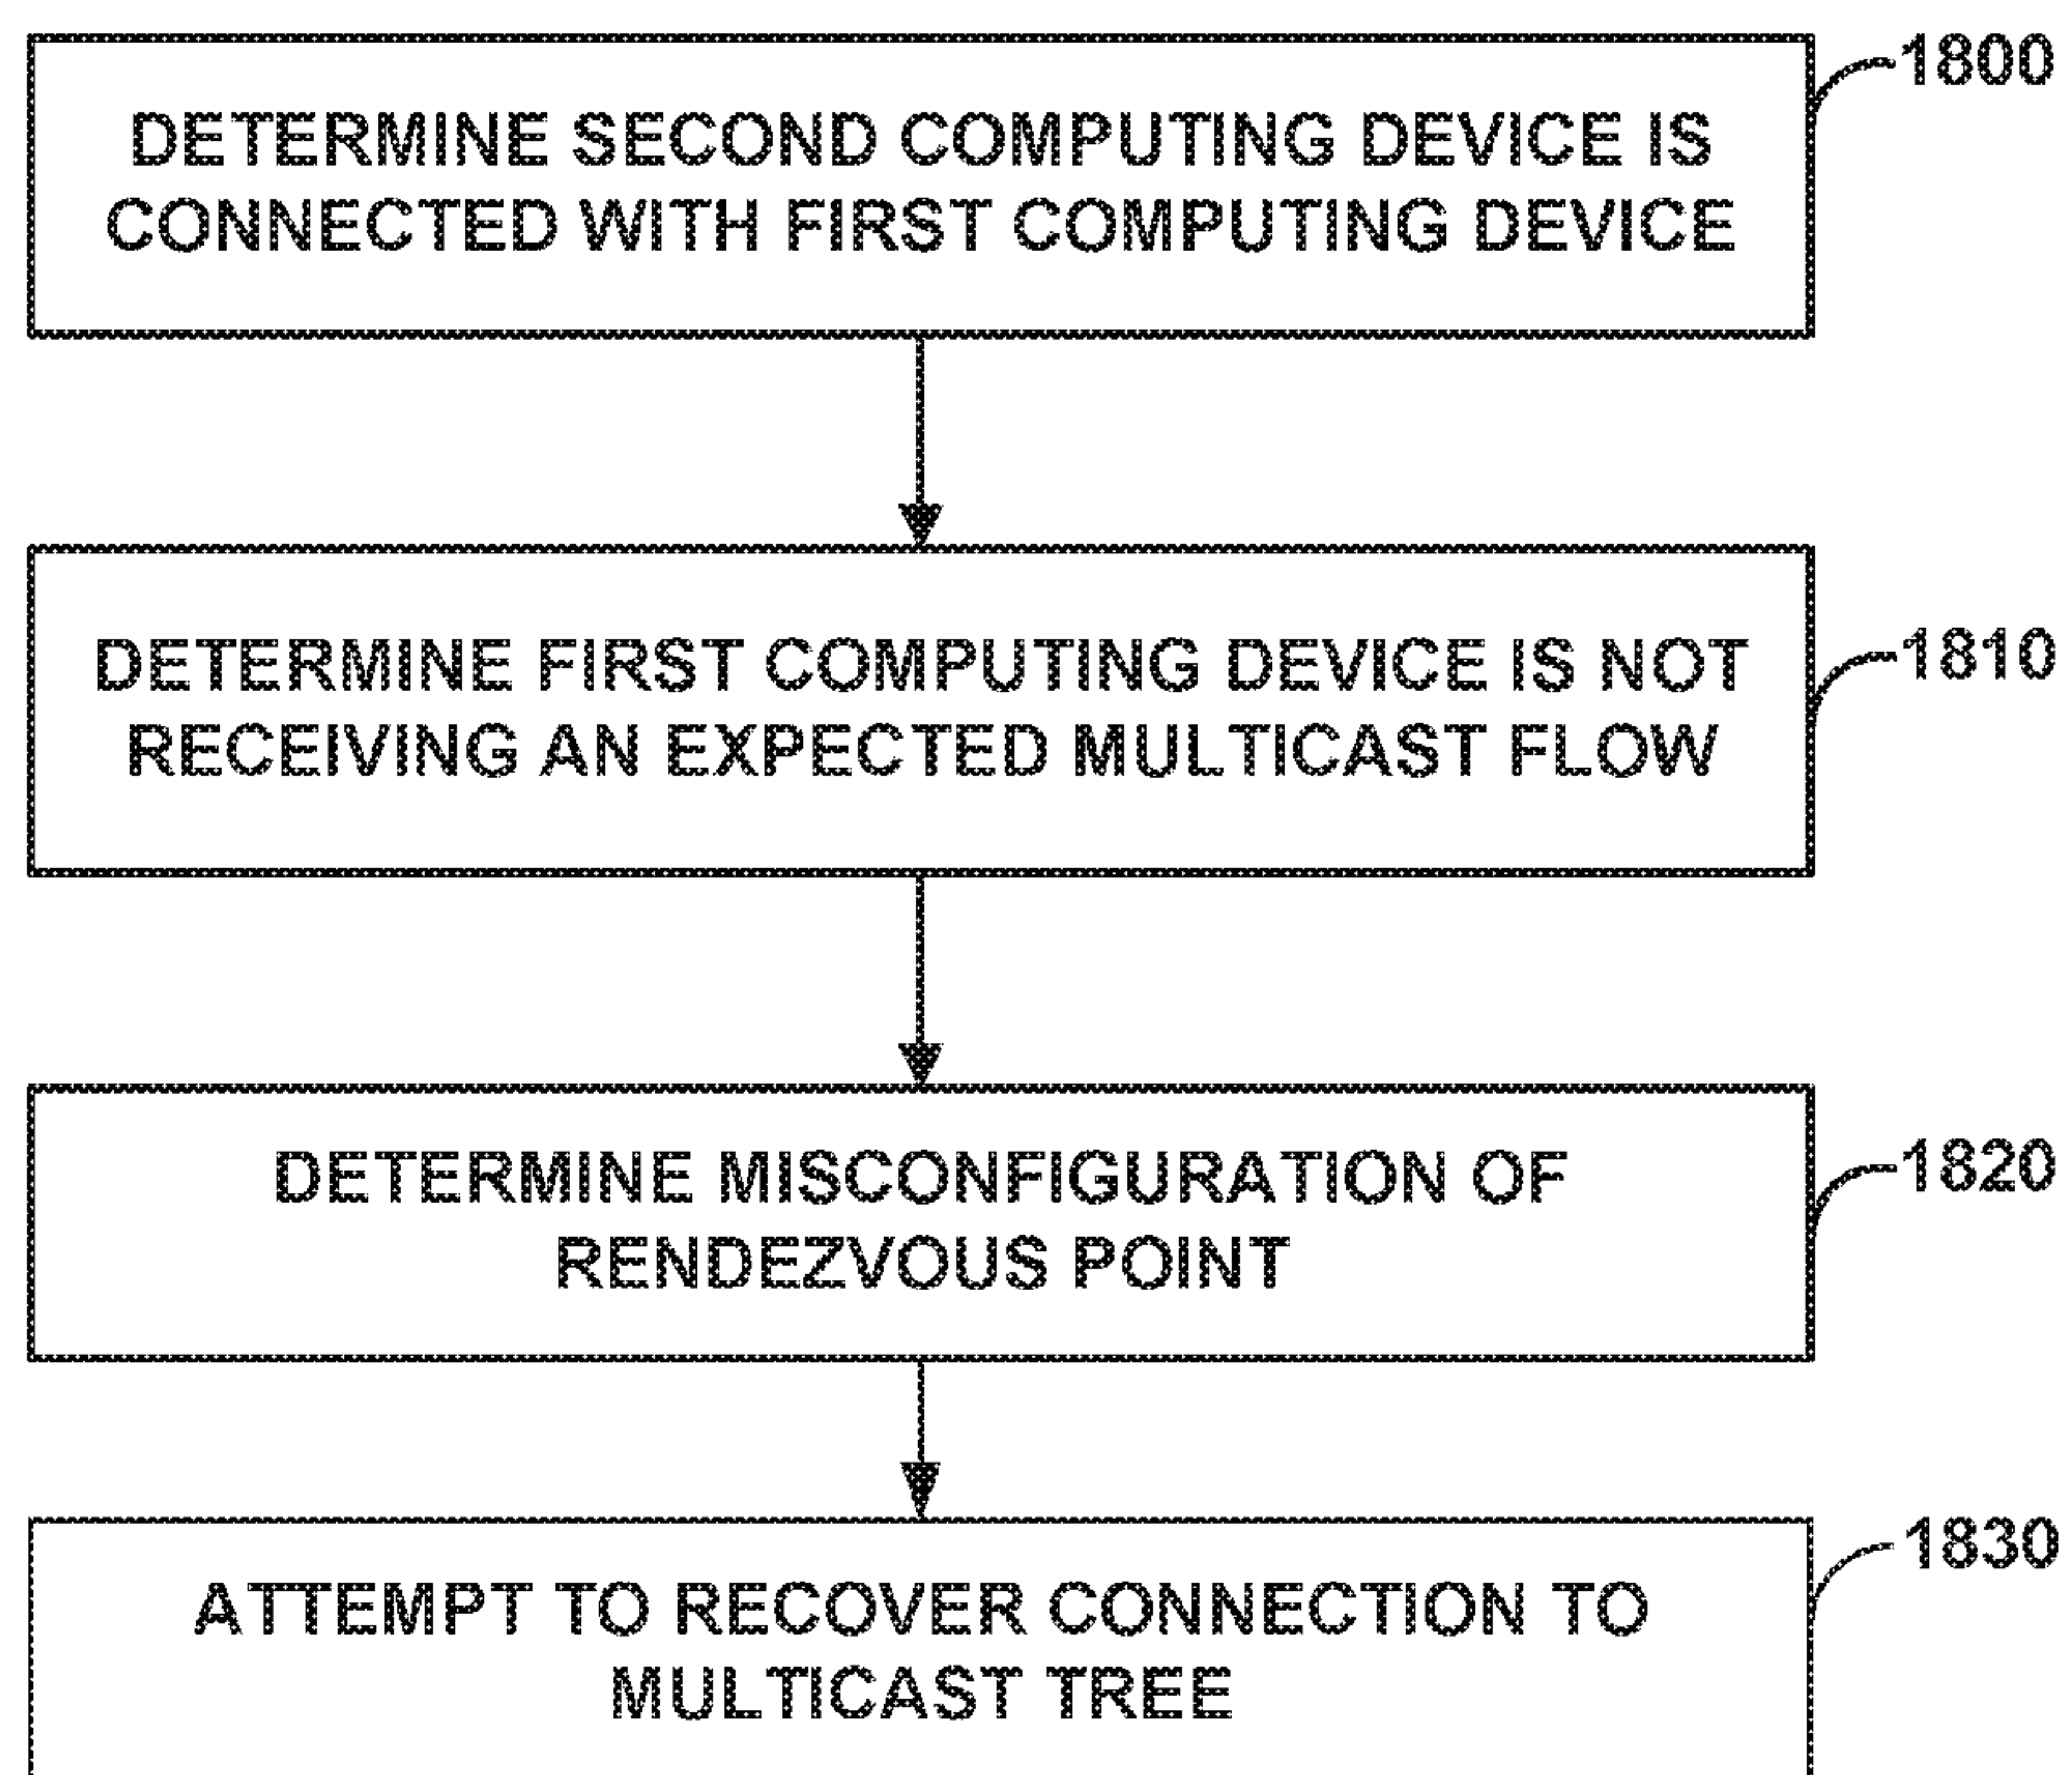 1800
DETERMINE SECOND COMPUTING DEVICE IS
CONNECTED WITH FIRST COMPUTING DEVICE
1810
DETERMINE FIRST COMPUTING DEVICE IS NOT
RECEIVING AN EXPECTED MULTICAST FLOW
1820
DETERMINE MISCONFIGURATION OF
RENDEZVOUS POINT
1830
ATTEMPT TO RECOVER CONNECTION TO
MULTICAST TREE